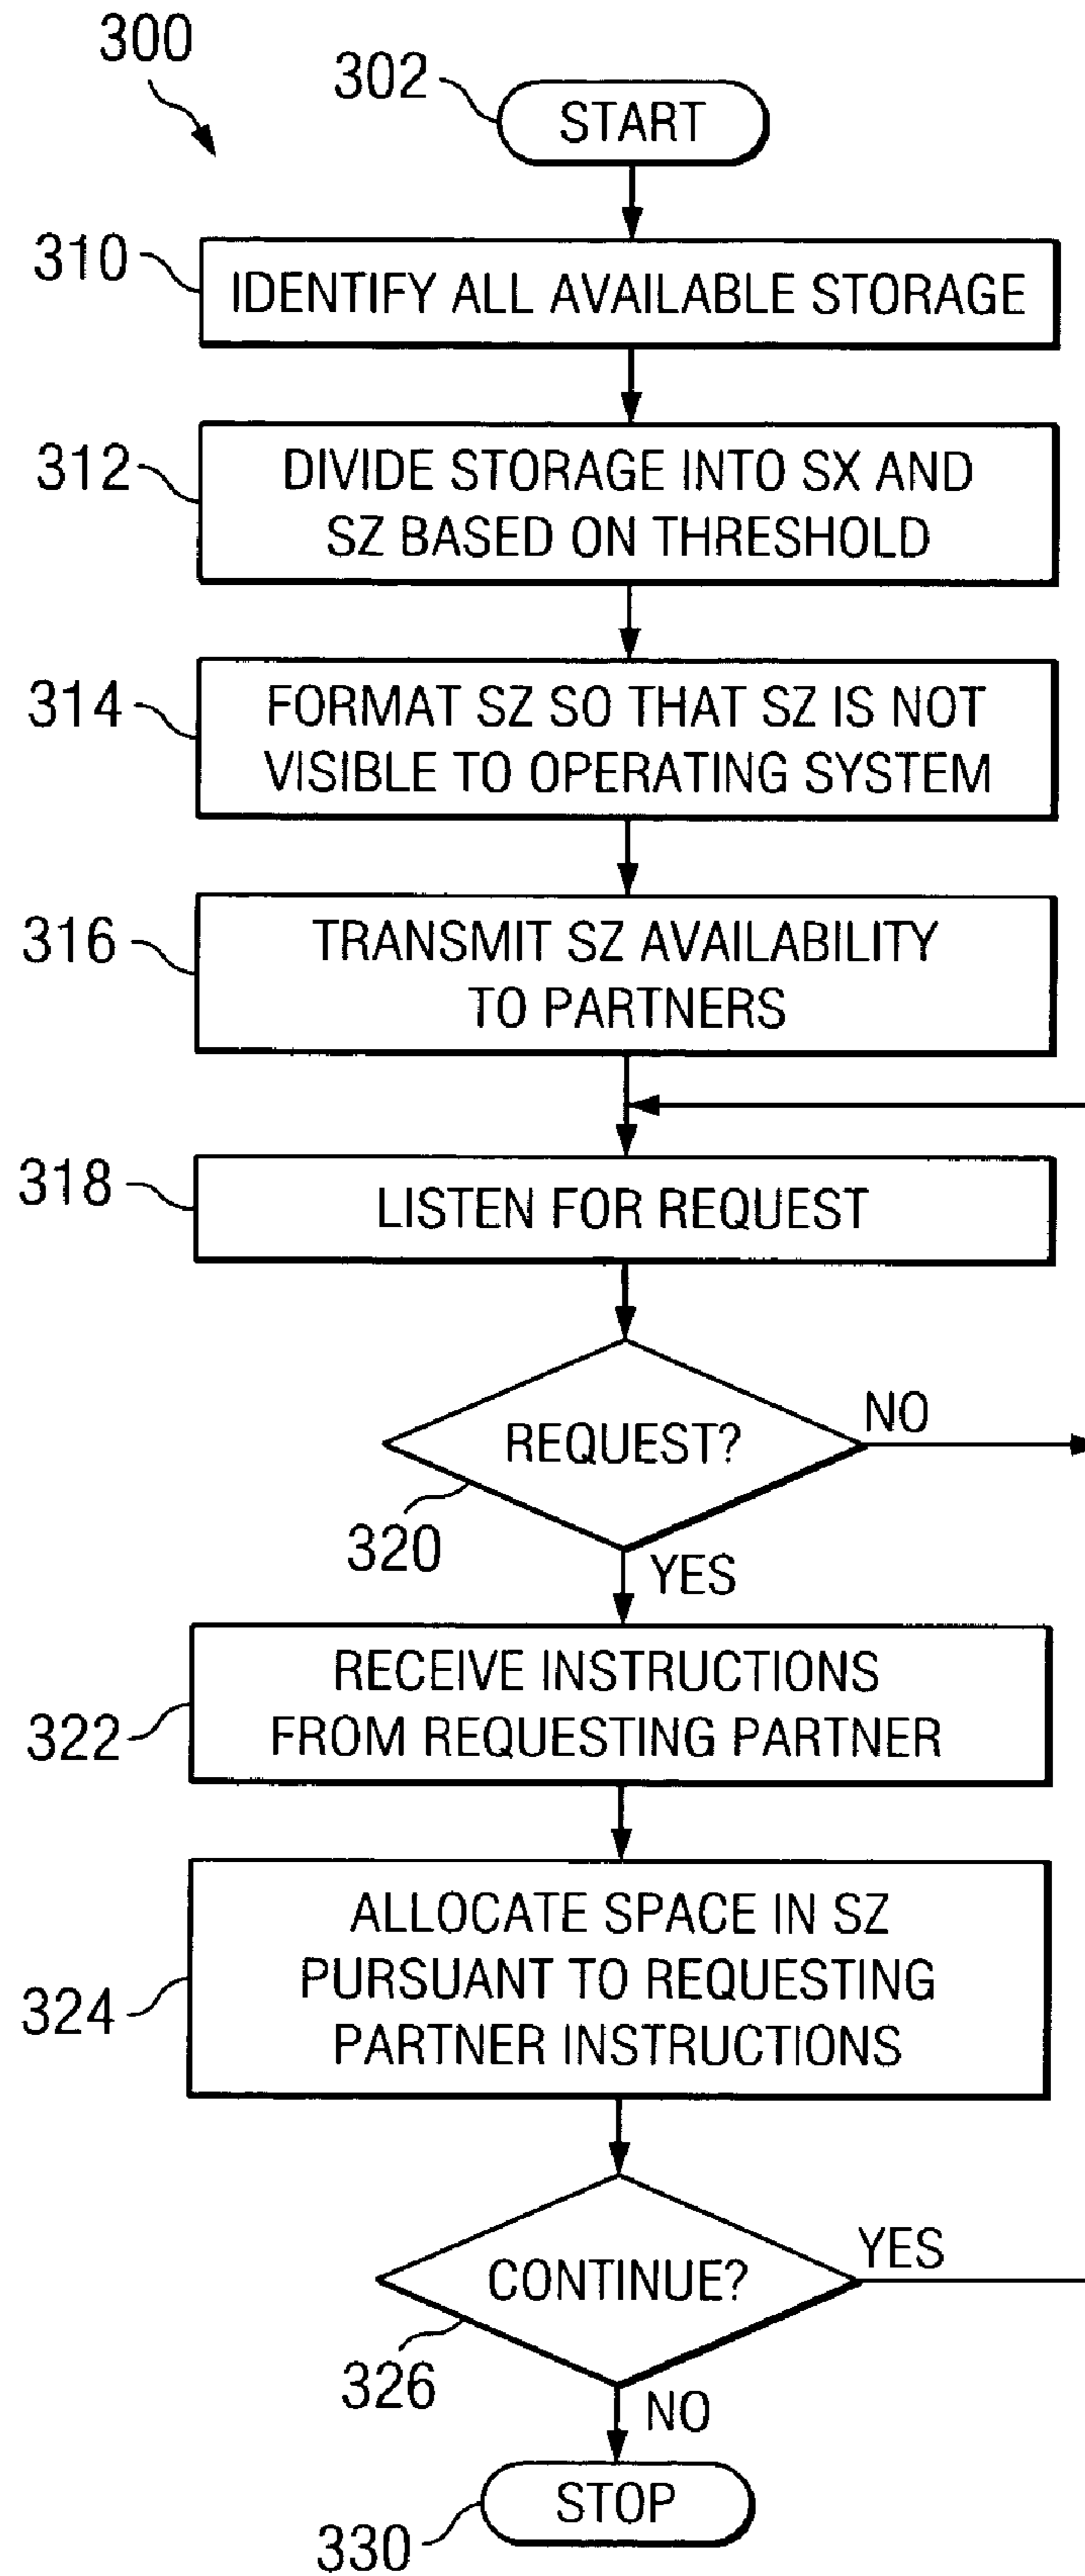 300
302
START
310
IDENTIFY ALL AVAILABLE STORAGE
312
DIVIDE STORAGE INTO SX AND
SZ BASED ON THRESHOLD
314
FORMAT SZ SO THAT SZ IS NOT
VISIBLE TO OPERATING SYSTEM
316
TRANSMIT SZ AVAILABILITY
TO PARTNERS
318
LISTEN FOR REQUEST
REQUEST?
NO
320
YES
RECEIVE INSTRUCTIONS
FROM REQUESTING PARTNER
322
ALLOCATE SPACE IN SZ
PURSUANT TO REQUESTING
PARTNER INSTRUCTIONS
324
CONTINUE?
YES
326
NO
STOP
330